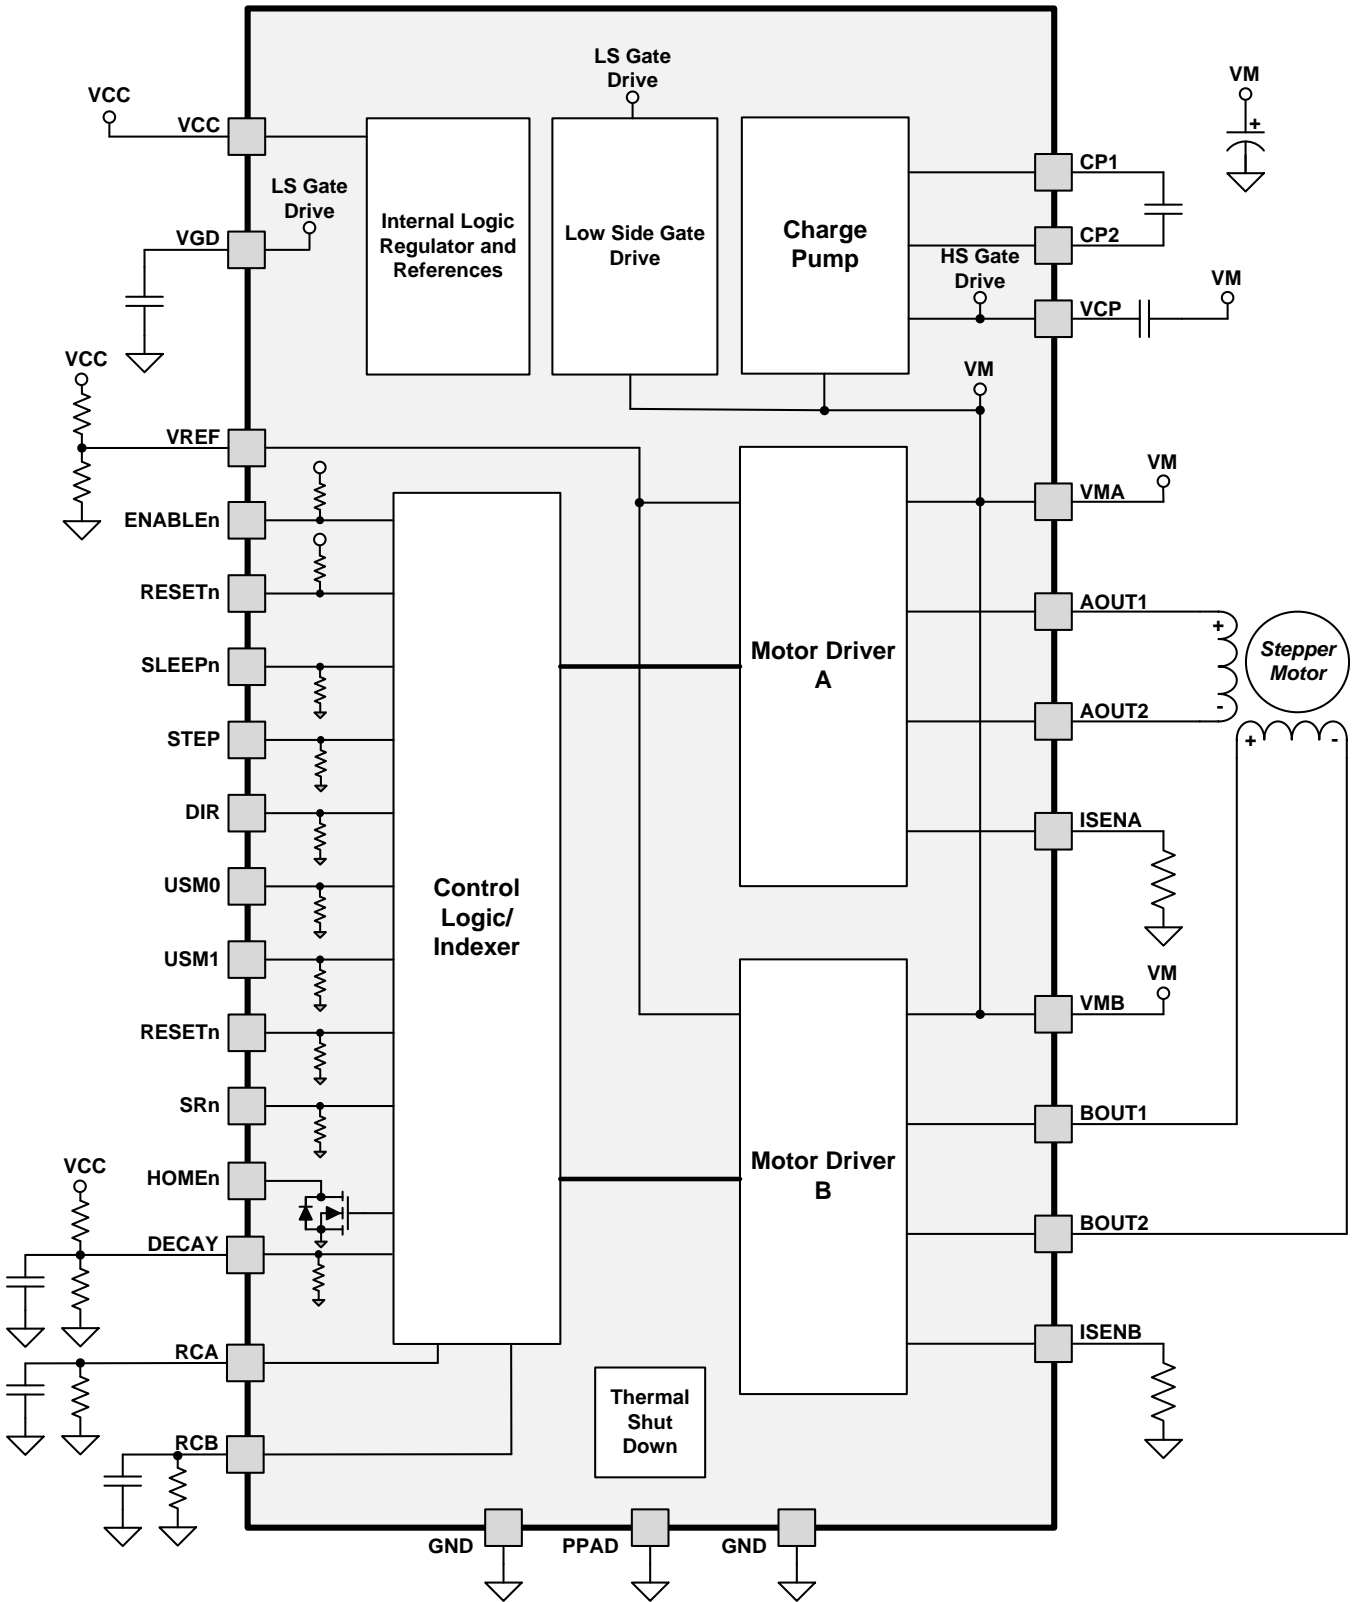 LS Gate
Drive
VM
VCC
VCC
CP1
LS Gate
Drive
Internal Logic
Regulator and
References
Low Side Gate
Drive
Charge
Pump
VGD
CP2
HS Gate
Drive
VM
VCP
VCC
VM
VREF
VM
VMA
ENABLEn
RESETn
AOUT1
+
Stepper
Motor
SLEEPn
Motor Driver
A
-
AOUT2
STEP
+
-
DIR
ISENA
USM0
Control
Logic/
Indexer
USM1
VM
VMB
RESETn
SRn
BOUT1
VCC
HOMEn
Motor Driver
B
BOUT2
DECAY
ISENB
RCA
Thermal
Shut
Down
RCB
GND
PPAD
GND
+